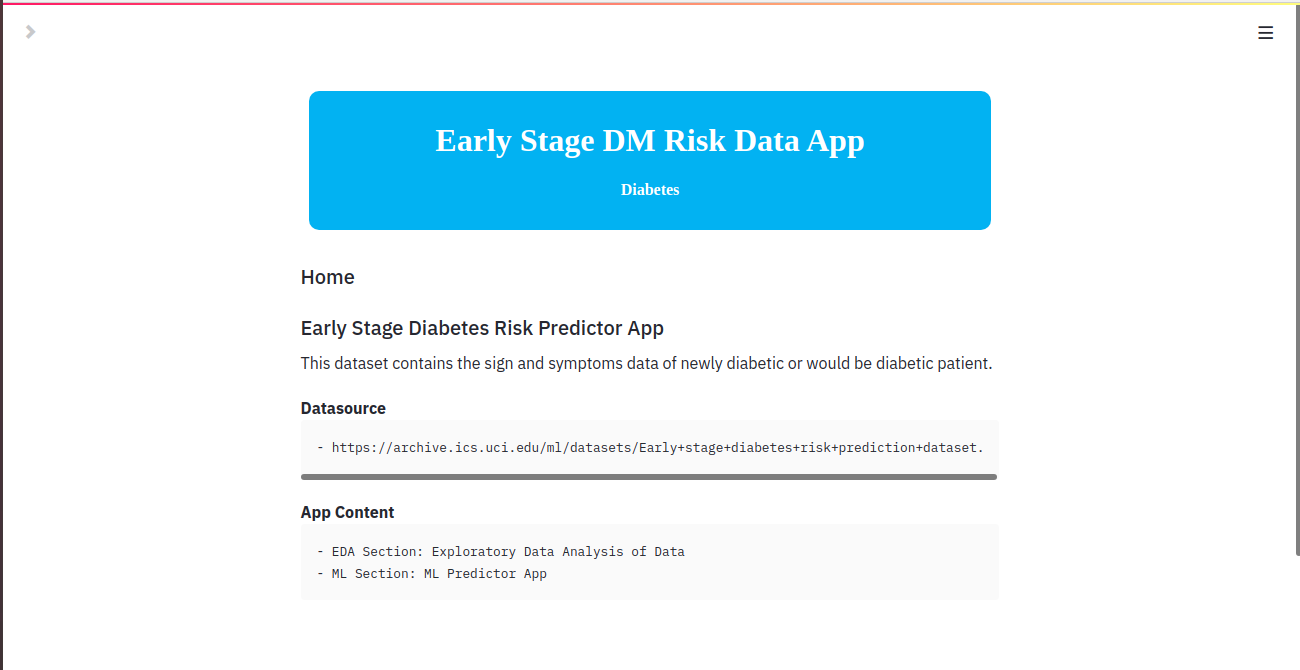 Early Stage DM Risk Data App
Diabetes
Home
Early Stage Diabetes Risk Predictor App
This dataset contains the sign and symptoms data of newly diabetic or would be diabetic patient.
Datasource
- https://archive.ics.uci.edu/ml/datasets/Early+stage+diabetes+risk+prediction+dataset.
App Content
- EDA Section: Exploratory Data Analysis of Data
- ML Section: ML Predictor App